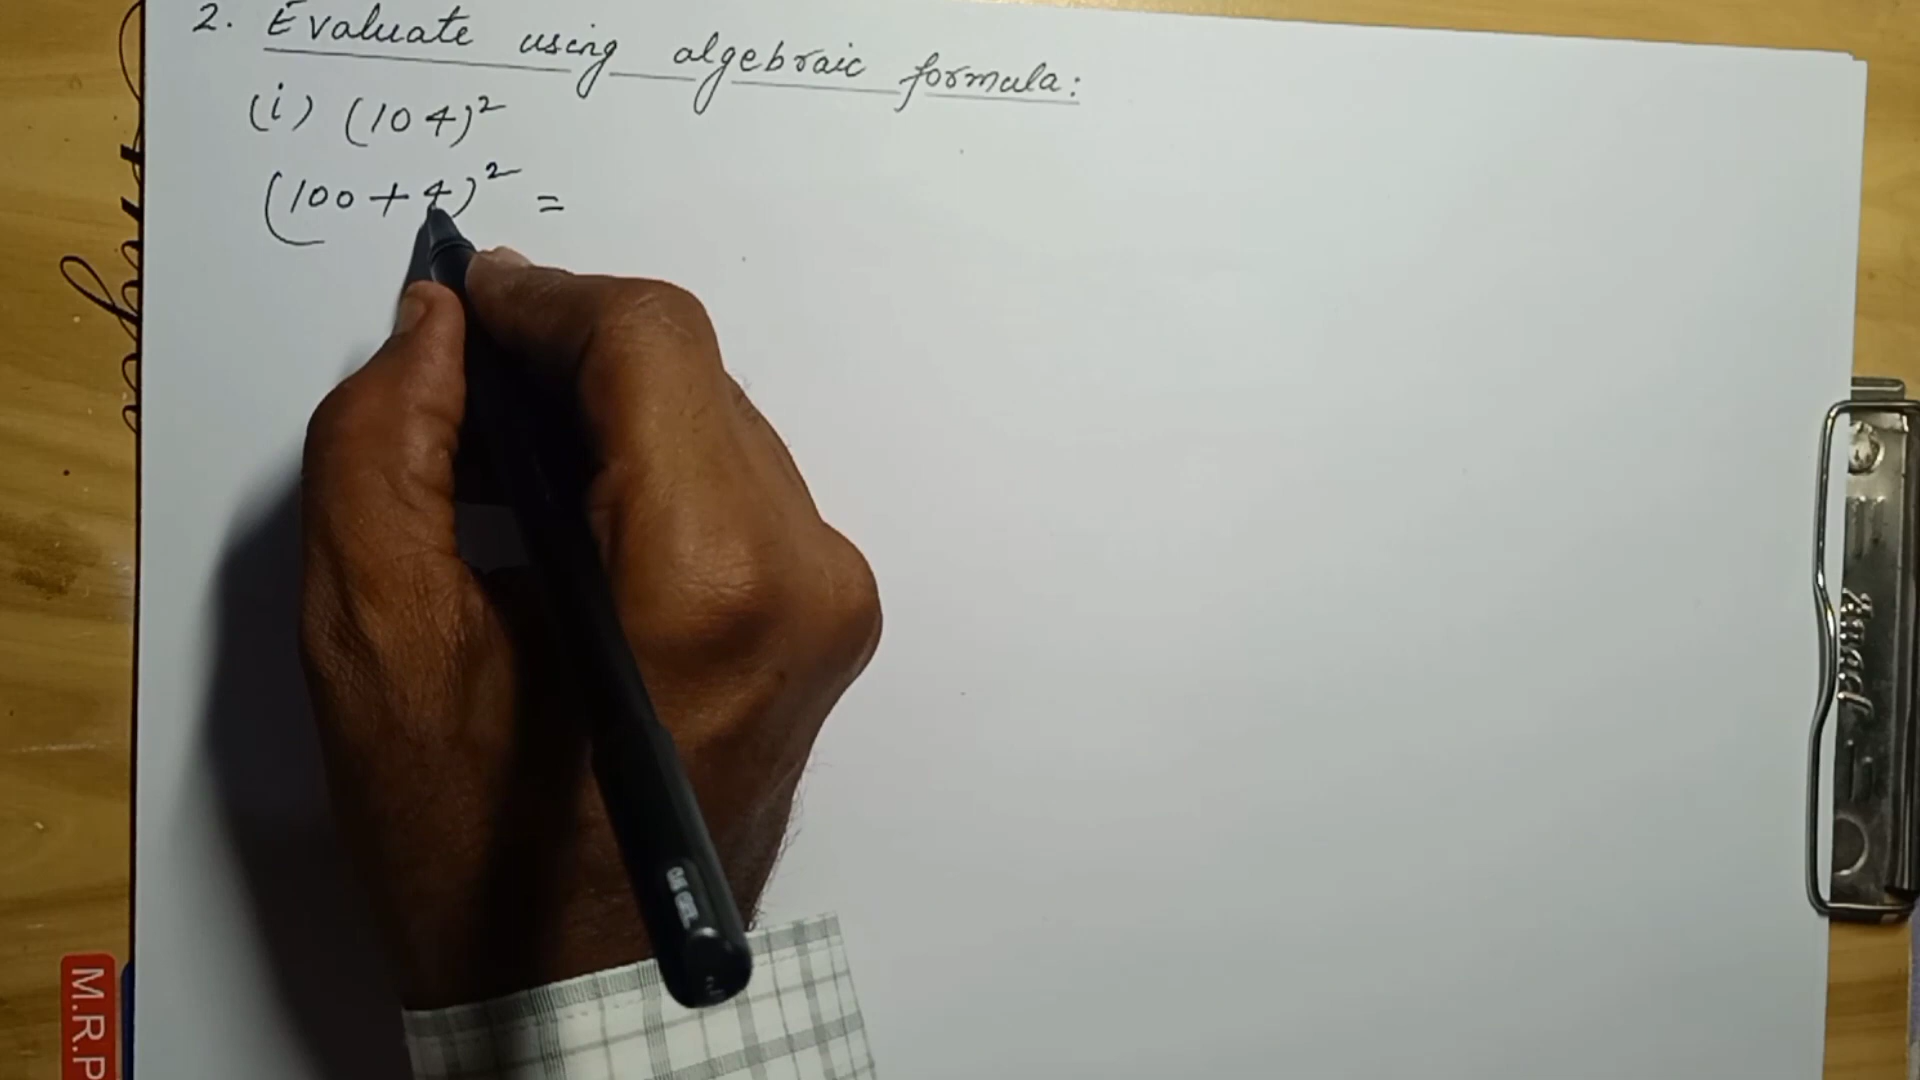 2. Evaluate using algebraic formula:
(i) (104)²
(100 + 4)² =
M.R.P